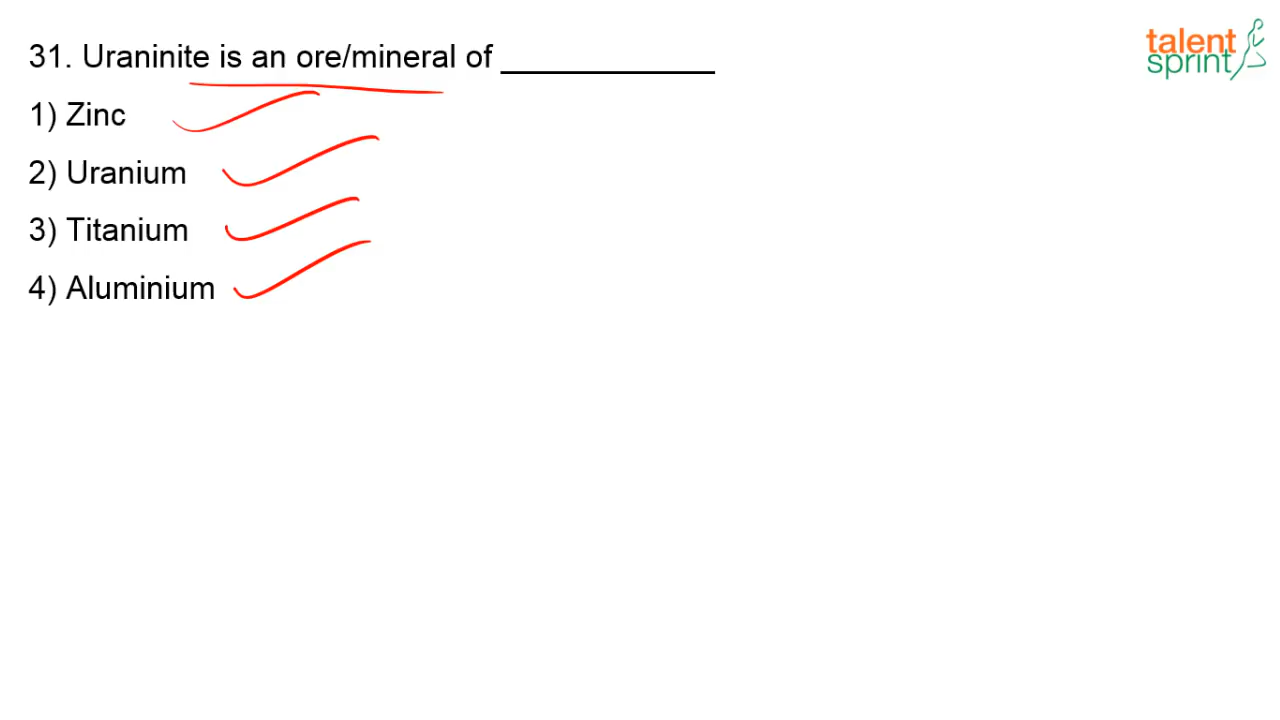 31. Uraninite is an ore/mineral of ____________
1) Zinc
2) Uranium
3) Titanium
4) Aluminium
talent
sprint